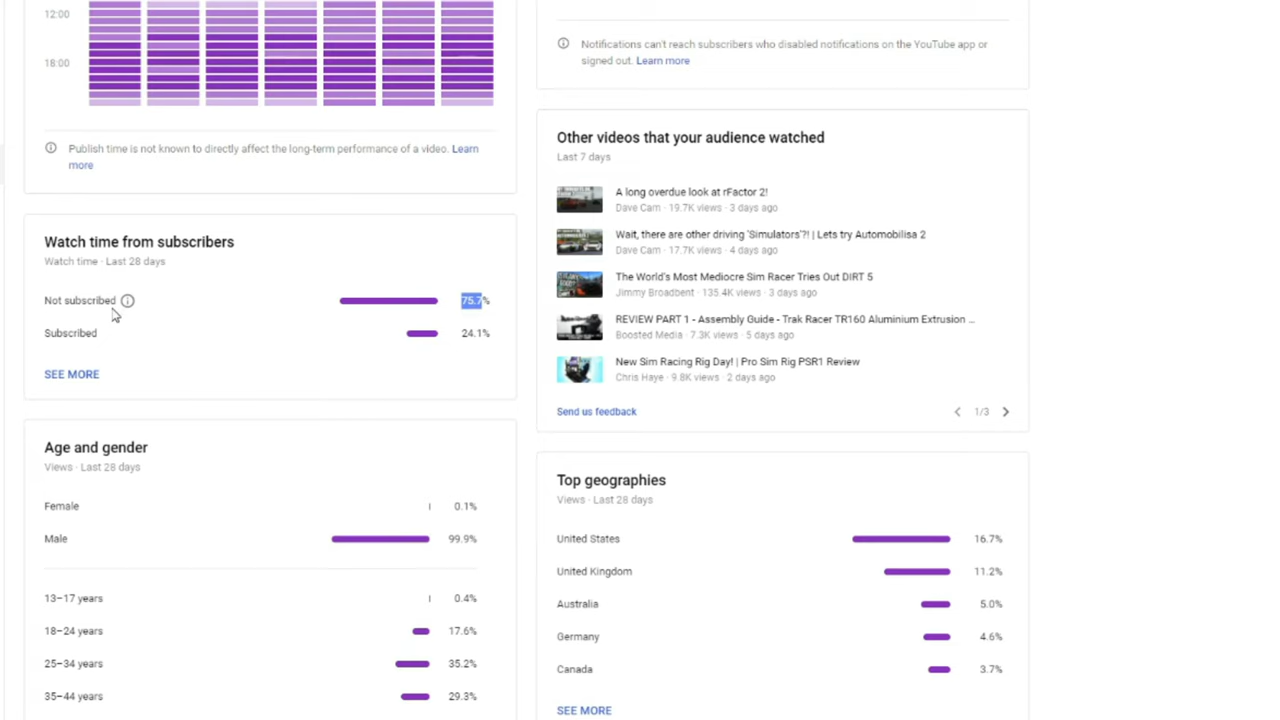 12:00
18:00
Publish time is not known to directly affect the long-term performance of a video. Learn
more
Watch time from subscribers
Watch time · Last 28 days
Not subscribed 75.7%
Subscribed 24.1%
SEE MORE
Age and gender
Views · Last 28 days
Female 0.1%
Male 99.9%
13–17 years 0.4%
18–24 years 17.6%
25–34 years 35.2%
35–44 years 29.3%
Notifications can't reach subscribers who disabled notifications on the YouTube app or
signed out. Learn more
Other videos that your audience watched
Last 7 days
A long overdue look at rFactor 2!
Dave Cam · 19.7K views · 3 days ago
Wait, there are other driving 'Simulators'?! | Lets try Automobilisa 2
Dave Cam · 17.7K views · 4 days ago
The World's Most Mediocre Sim Racer Tries Out DIRT 5
Jimmy Broadbent · 135.4K views · 3 days ago
REVIEW PART 1 - Assembly Guide - Trak Racer TR160 Aluminium Extrusion ...
Boosted Media · 7.3K views · 5 days ago
New Sim Racing Rig Day! | Pro Sim Rig PSR1 Review
Chris Haye · 9.8K views · 2 days ago
Send us feedback 1/3
Top geographies
Views · Last 28 days
United States 16.7%
United Kingdom 11.2%
Australia 5.0%
Germany 4.6%
Canada 3.7%
SEE MORE